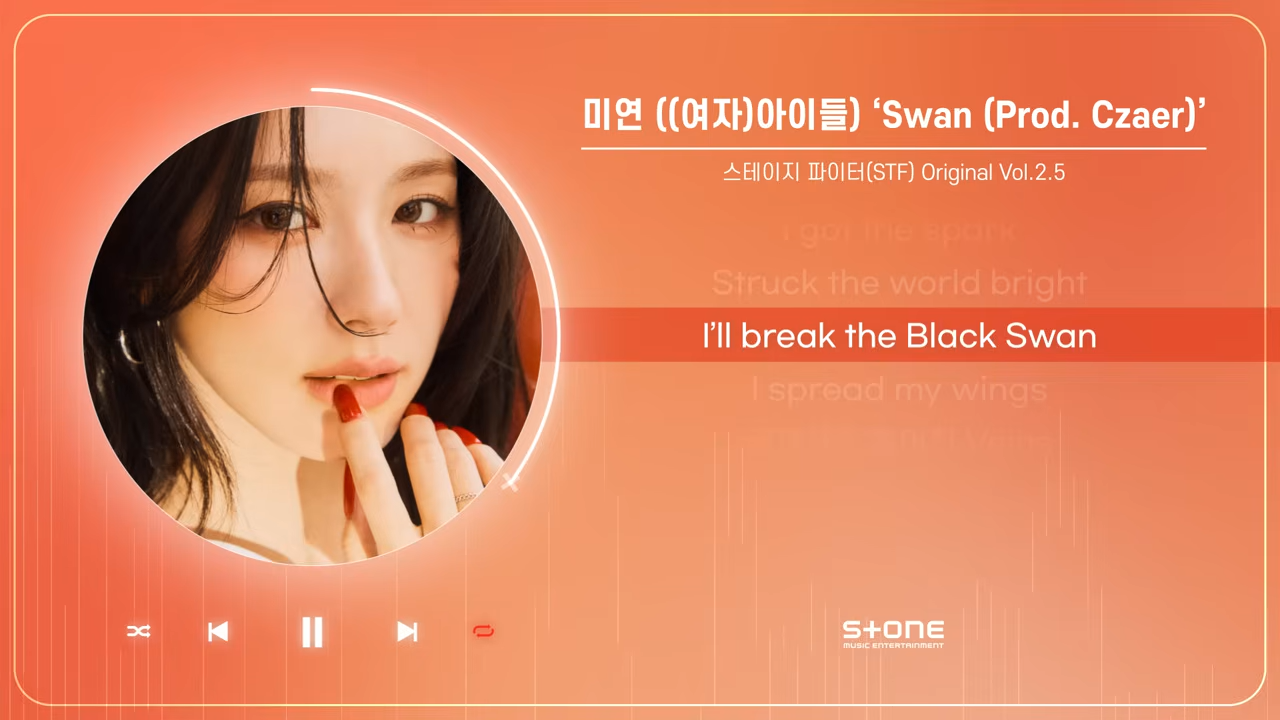 미연 ((여자)아이들) ‘Swan (Prod. Czaer)’
스테이지 파이터(STF) Original Vol.2.5
I got the spark
Struck the world bright
I’ll break the Black Swan
I spread my wings
STONE
MUSIC ENTERTAINMENT